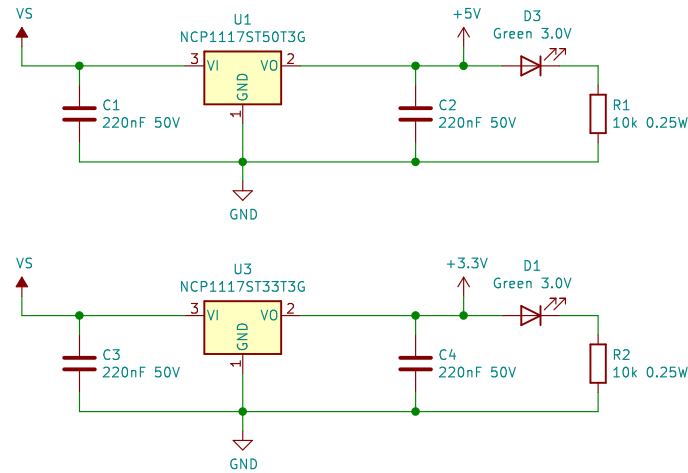 VS
U1
NCP1117ST50T3G
+5V
D3
Green 3.0V
3 VI
VO 2
GND
1
C1
220nF 50V
C2
220nF 50V
R1
10k 0.25W
GND
VS
U3
NCP1117ST33T3G
+3.3V
D1
Green 3.0V
3 VI
VO 2
GND
1
C3
220nF 50V
C4
220nF 50V
R2
10k 0.25W
GND